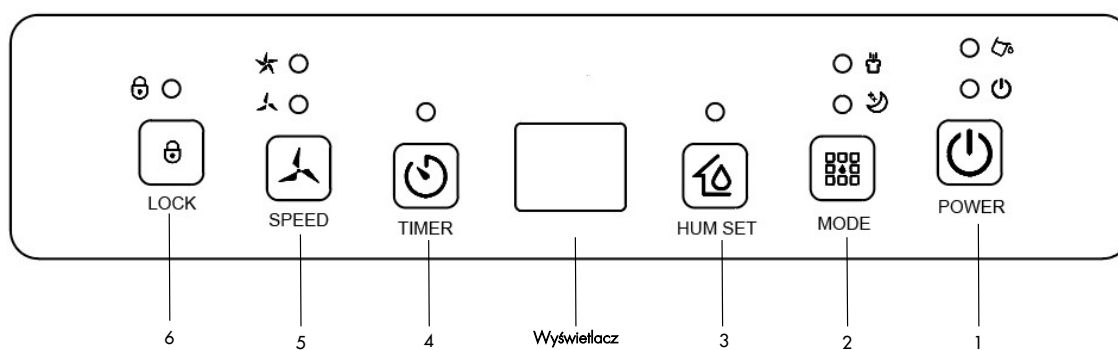 LOCK SPEED TIMER HUM SET MODE POWER
6 5 4 Wyświetlacz 3 2 1